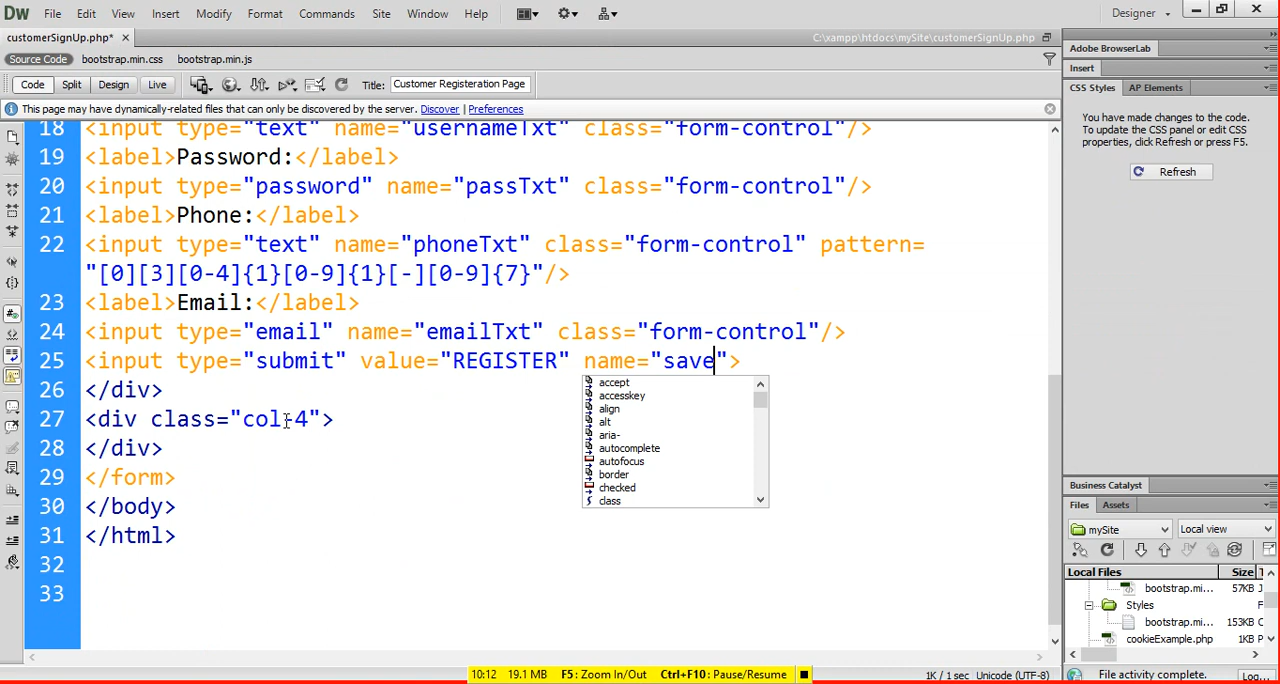 DW File Edit View Insert Modify Format Commands Site Window Help Designer
customerSignUp.php* × C:\xampp\htdocs\mySite\customerSignUp.php
Source Code bootstrap.min.css bootstrap.min.js
Code Split Design Live Title: Customer Registeration Page
This page may have dynamically-related files that can only be discovered by the server. Discover | Preferences
18 <input type="text" name="usernameTxt" class="form-control"/>
19 <label>Password:</label>
20 <input type="password" name="passTxt" class="form-control"/>
21 <label>Phone:</label>
22 <input type="text" name="phoneTxt" class="form-control" pattern=
"[0][3][0-4]{1}[0-9]{1}[-][0-9]{7}"/>
23 <label>Email:</label>
24 <input type="email" name="emailTxt" class="form-control"/>
25 <input type="submit" value="REGISTER" name="save">
26 </div>
27 <div class="col-4">
28 </div>
29 </form>
30 </body>
31 </html>
32
33
accept
accesskey
align
alt
aria-
autocomplete
autofocus
border
checked
class
Adobe BrowserLab
Insert
CSS Styles AP Elements
You have made changes to the code.
To update the CSS panel or edit CSS
properties, click Refresh or press F5.
Refresh
Business Catalyst
Files Assets
mySite Local view
Local Files Size
bootstrap.mi... 57KB
Styles
bootstrap.mi... 153KB
cookieExample.php 1KB
File activity complete. Log...
10:12 19.1 MB F5: Zoom In/Out Ctrl+F10: Pause/Resume
1K / 1 sec Unicode (UTF-8)